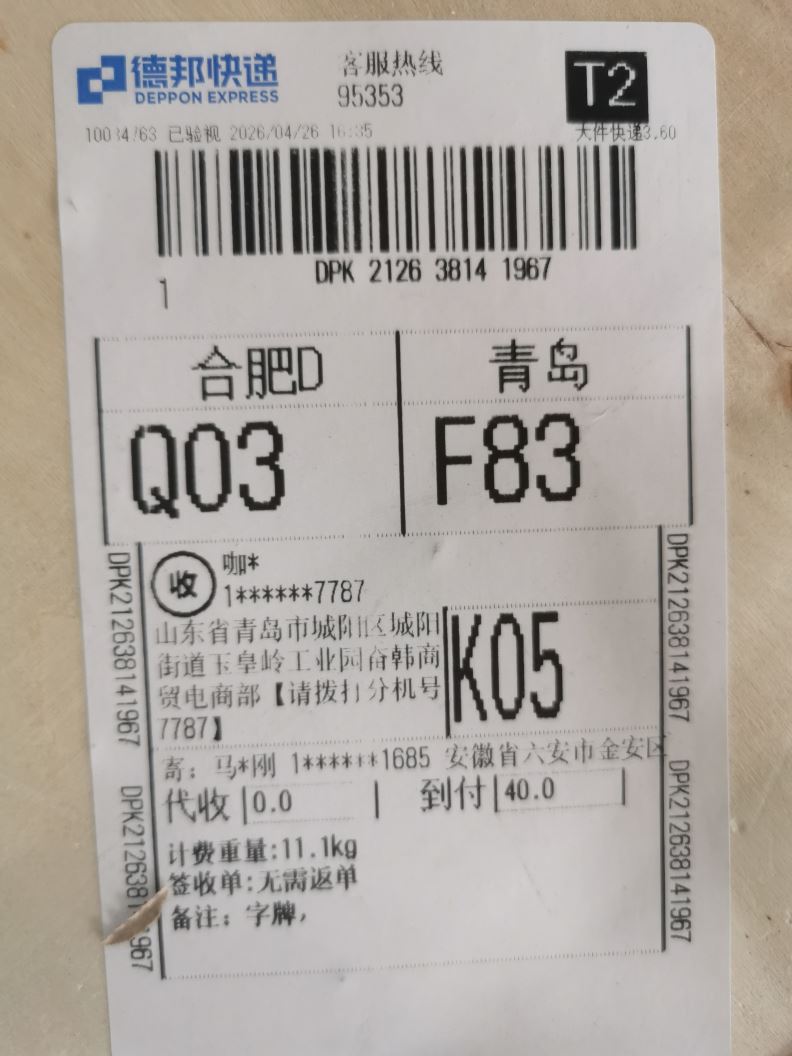 德邦快递
DEPPON EXPRESS
客服热线
95353
T2
已验视 2026/04/26 16:35
大件快递3.60
DPK 2126 3814 1967
1
合肥D
青岛
Q03
F83
收
咖*
1******7787
山东省青岛市城阳区城阳
街道玉皇岭工业园奋韩商
贸电商部【请拨打分机号
7787】
K05
寄: 马*刚 1******1685 安徽省六安市金安区
代收 0.0
到付 40.0
计费重量:11.1kg
签收单:无需返单
备注: 字牌,
DPK212638141967
DPK212638141967
DPK212638141967